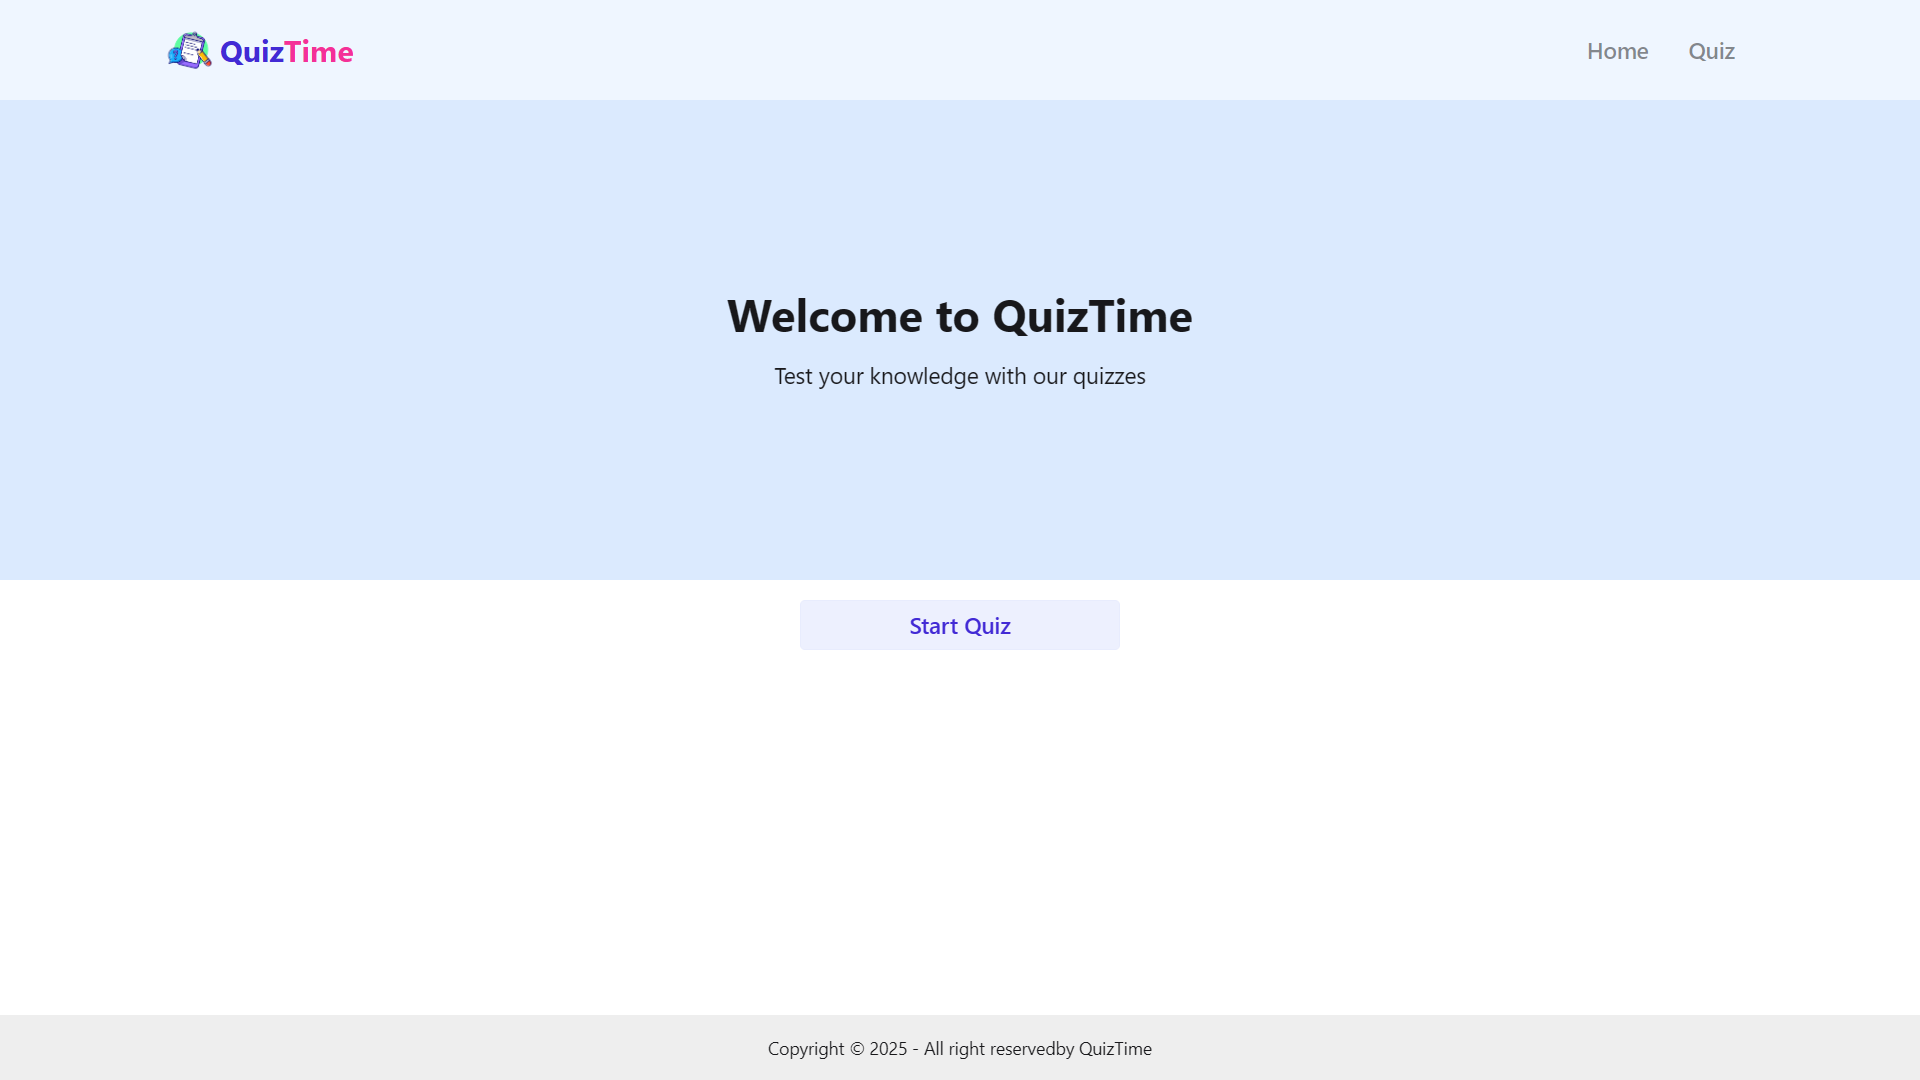 QuizTime
Home
Quiz
Welcome to QuizTime
Test your knowledge with our quizzes
Start Quiz
Copyright © 2025 - All right reservedby QuizTime